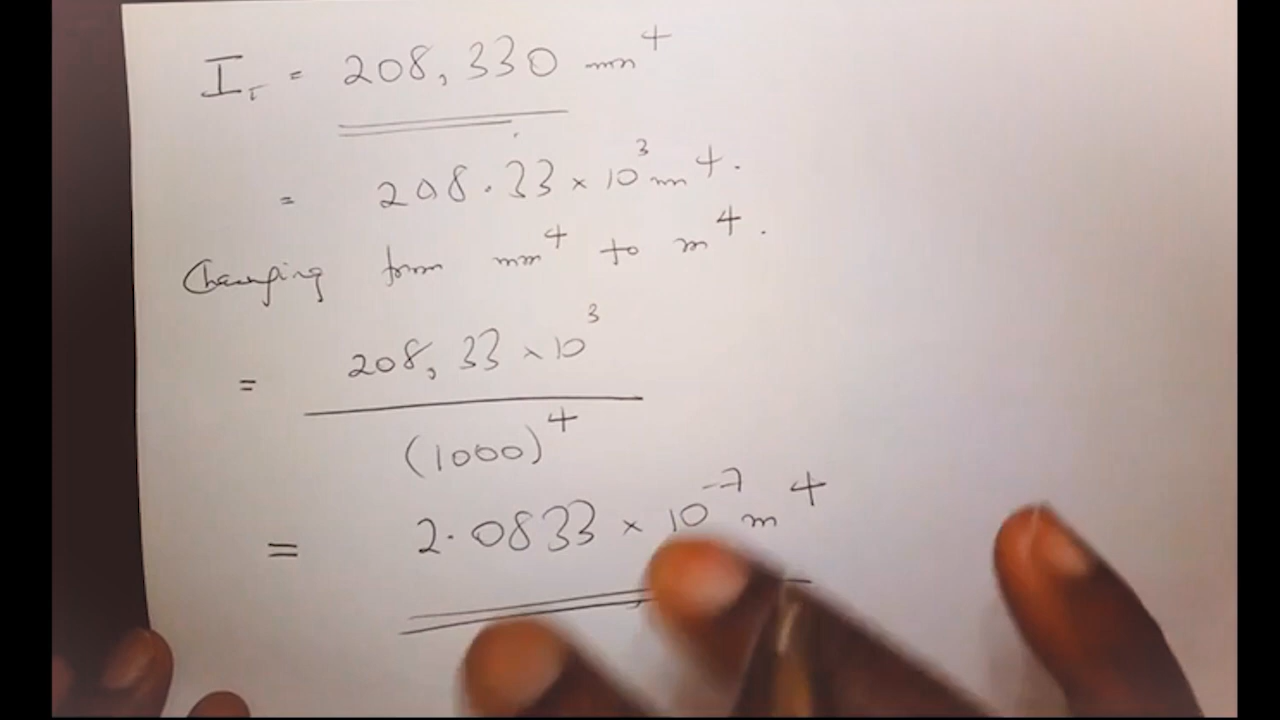 I_T = 208,330 mm⁴
= 208.33 × 10³ mm⁴.
Changing from mm⁴ to m⁴.
= 208,33 × 10³
(1000)⁴
= 2.0833 × 10⁻⁷ m⁴